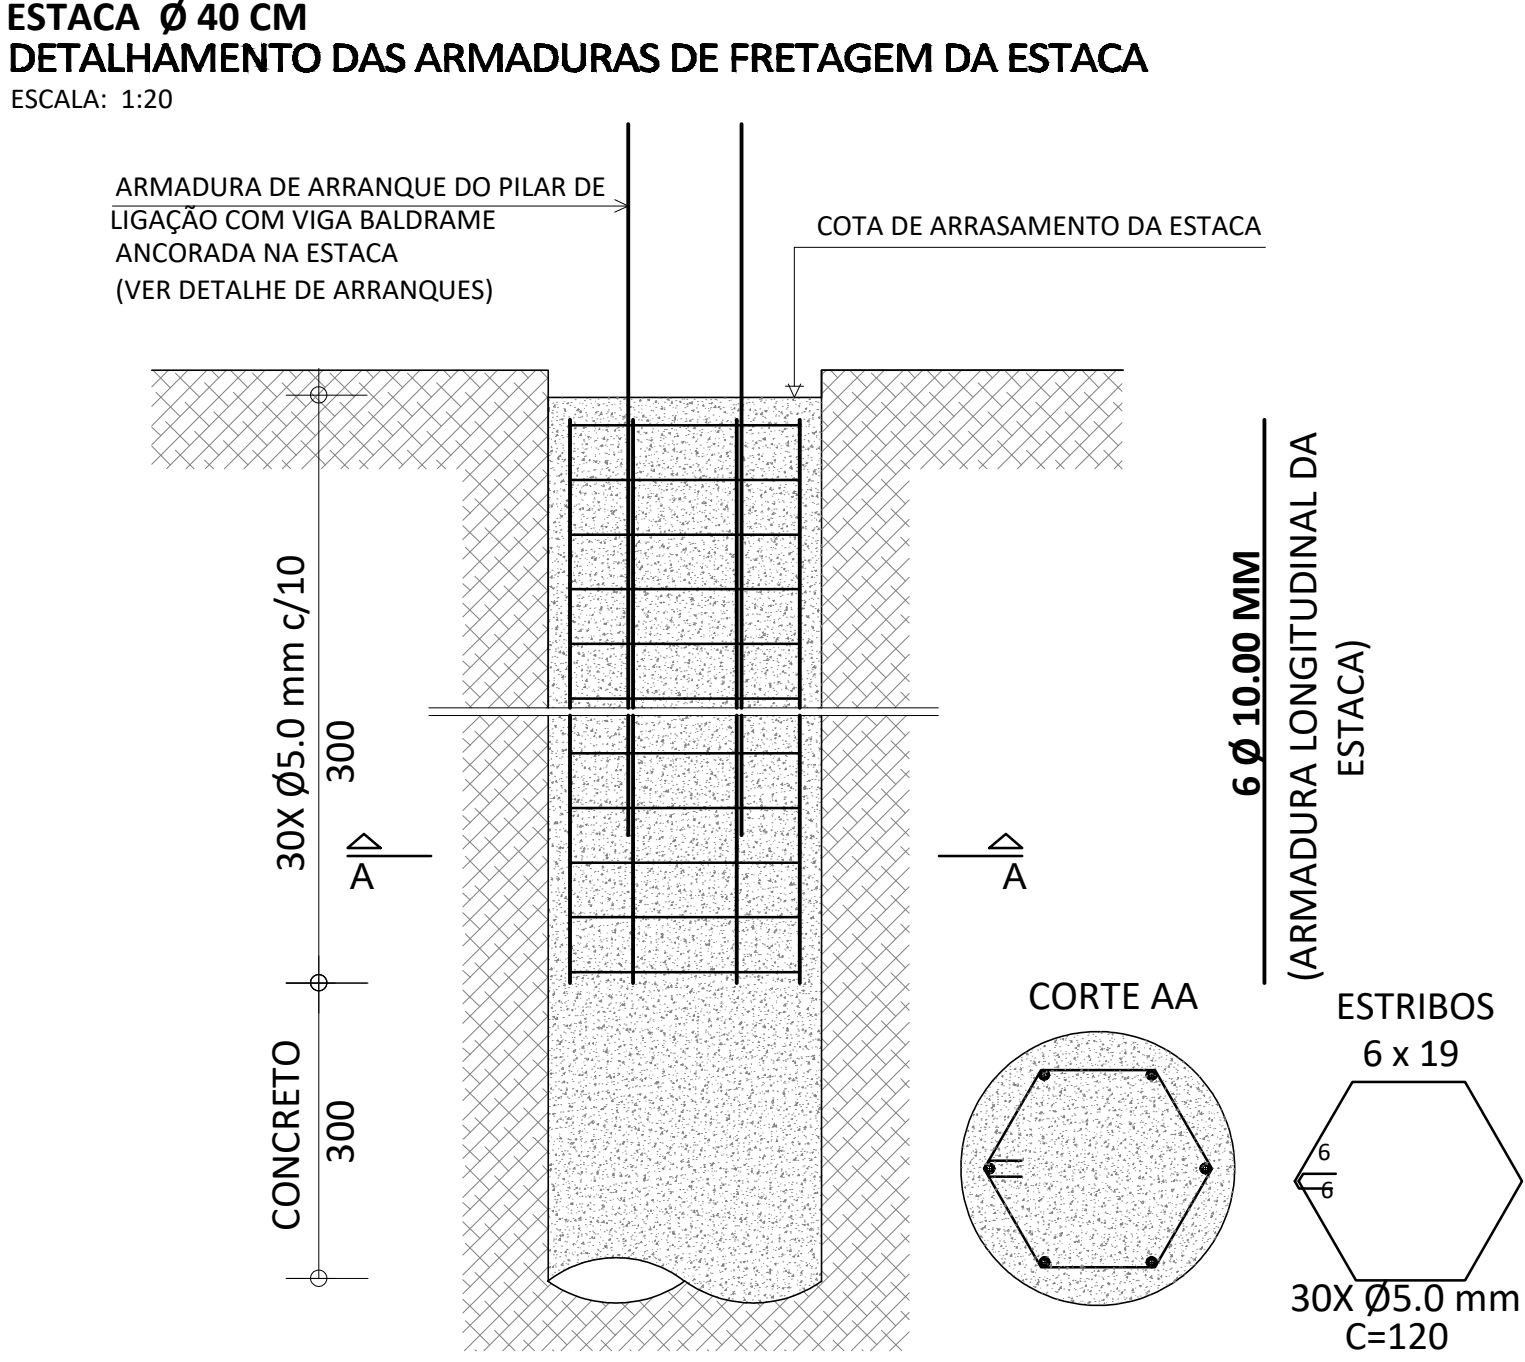 ESTACA Ø 40 CM
DETALHAMENTO DAS ARMADURAS DE FRETAGEM DA ESTACA
ESCALA: 1:20
ARMADURA DE ARRANQUE DO PILAR DE
LIGAÇÃO COM VIGA BALDRAME
ANCORADA NA ESTACA
(VER DETALHE DE ARRANQUES)
COTA DE ARRASAMENTO DA ESTACA
30X Ø5.0 mm c/10
300
A
A
6 Ø 10.00 MM
(ARMADURA LONGITUDINAL DA
ESTACA)
CONCRETO
300
CORTE AA
ESTRIBOS
6 x 19
6
6
30X Ø5.0 mm
C=120